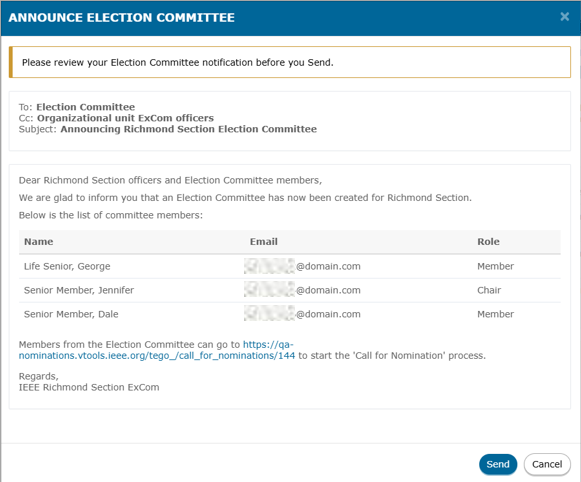 ANNOUNCE ELECTION COMMITTEE ×
Please review your Election Committee notification before you Send.
To: Election Committee
Cc: Organizational unit ExCom officers
Subject: Announcing Richmond Section Election Committee
Dear Richmond Section officers and Election Committee members,
We are glad to inform you that an Election Committee has now been created for Richmond Section.
Below is the list of committee members:
Name Email Role
Life Senior, George @domain.com Member
Senior Member, Jennifer @domain.com Chair
Senior Member, Dale @domain.com Member
Members from the Election Committee can go to https://qa-
nominations.vtools.ieee.org/tego_/call_for_nominations/144 to start the 'Call for Nomination' process.
Regards,
IEEE Richmond Section ExCom
Send Cancel